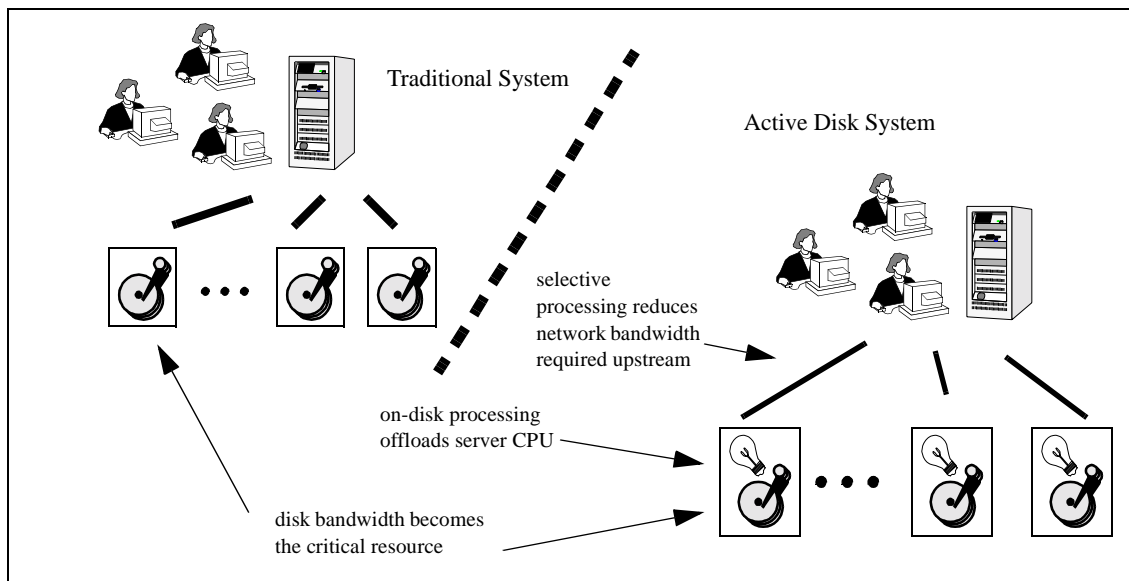 Traditional System
Active Disk System
selective
processing reduces
network bandwidth
required upstream
on-disk processing
offloads server CPU
disk bandwidth becomes
the critical resource